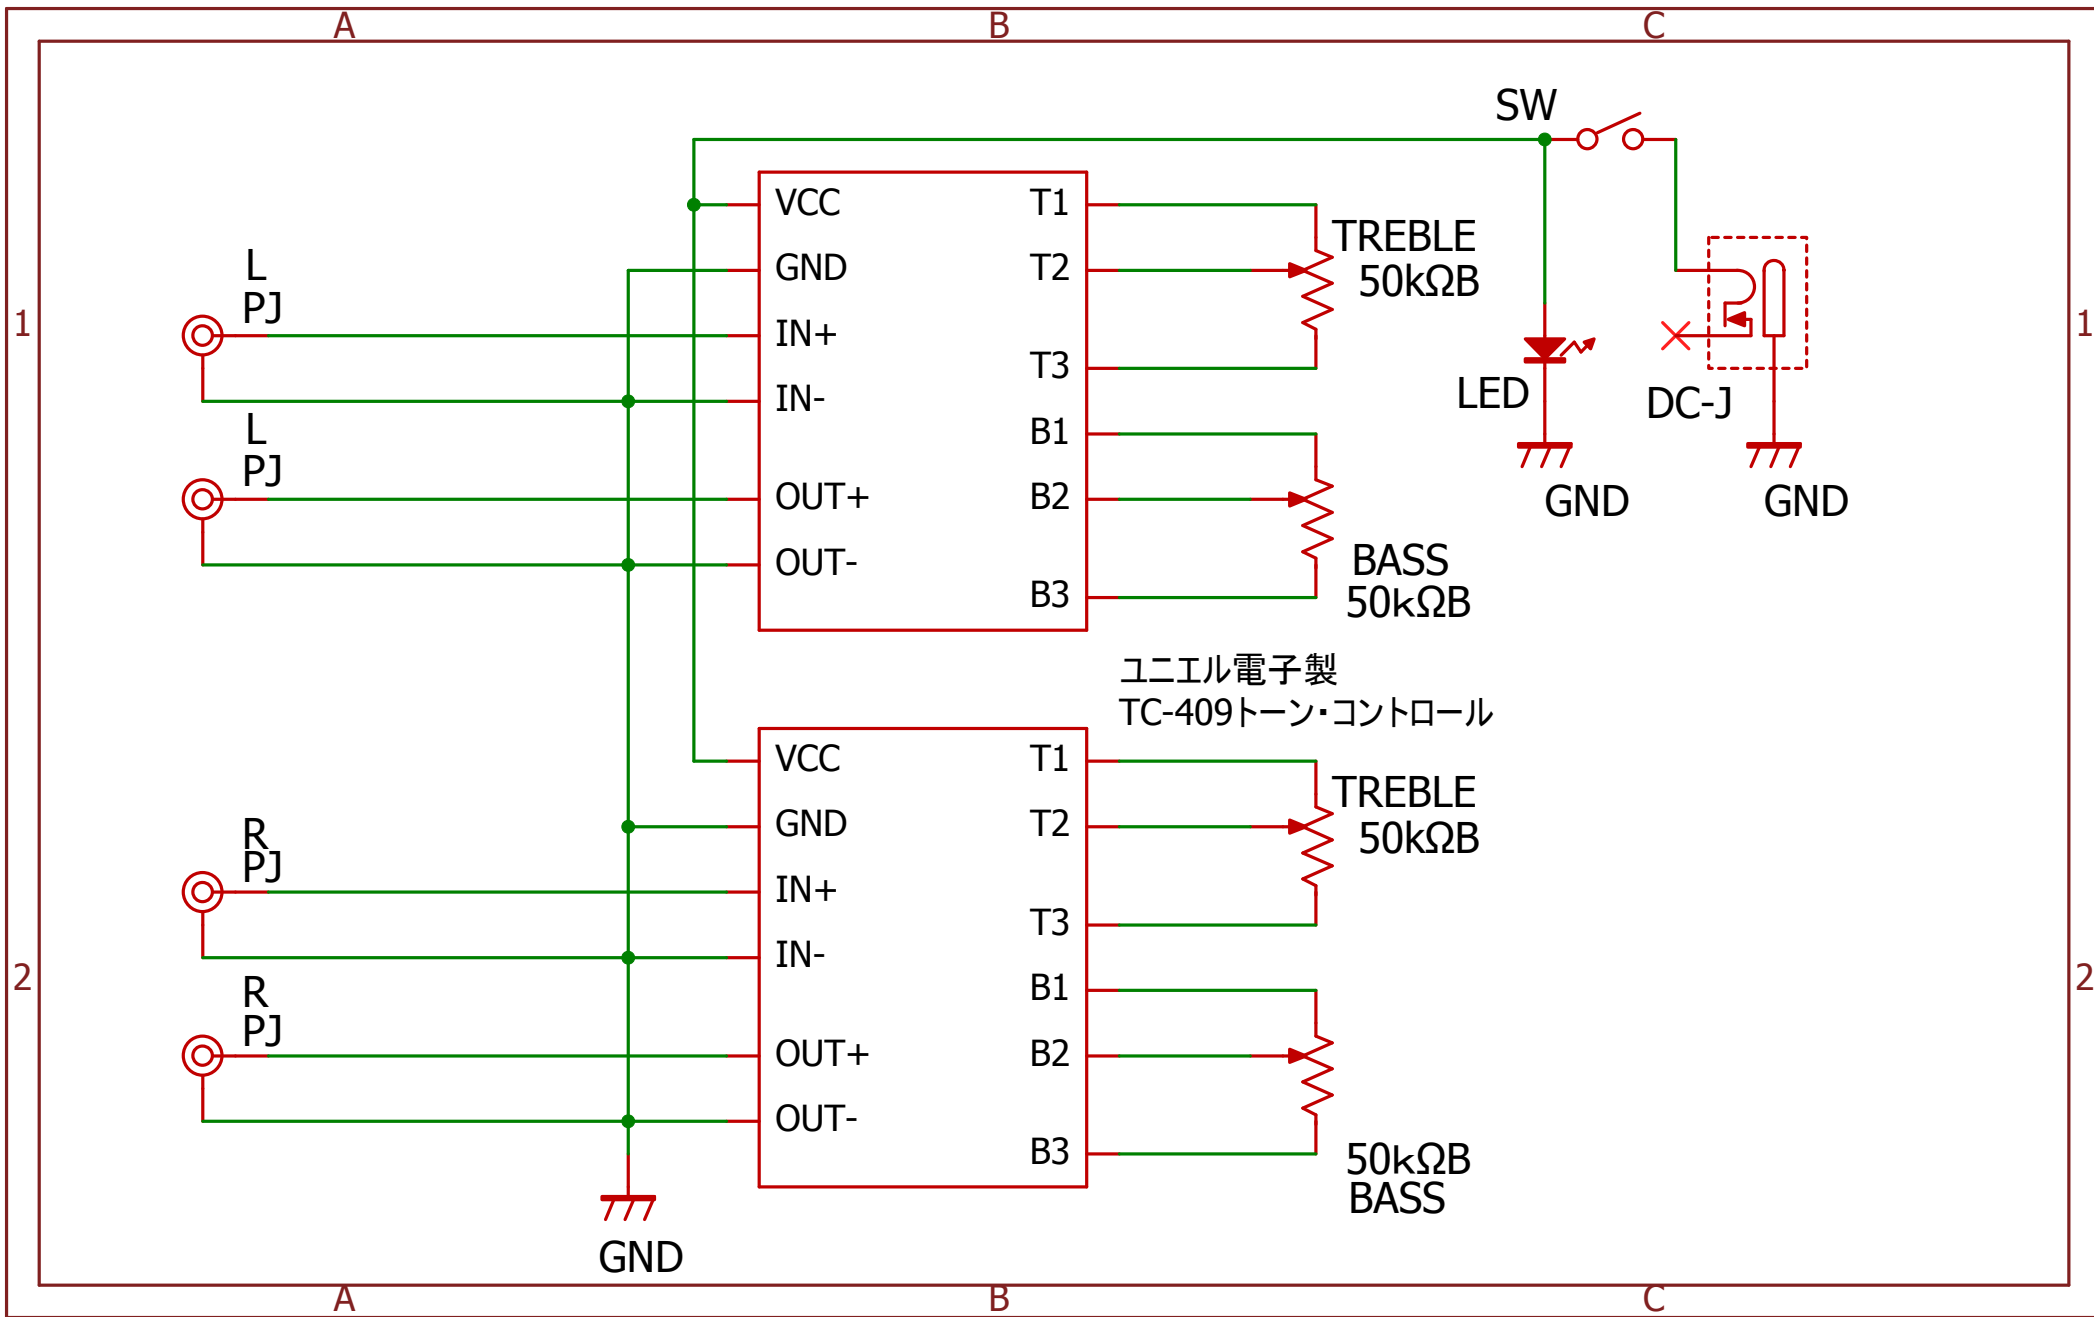 A B C
SW
VCC T1
TREBLE
50kΩB
GND T2
L
PJ
1 1
IN+
T3
IN-
LED
DC-J
B1
L
PJ
OUT+ B2
GND GND
OUT-
BASS
50kΩB
B3
ユニエル電子製
TC-409トーン・コントロール
VCC T1
TREBLE
50kΩB
GND T2
R
PJ
IN+
T3
IN-
2 2
B1
R
PJ
OUT+ B2
OUT-
B3
50kΩB
BASS
GND
A B C